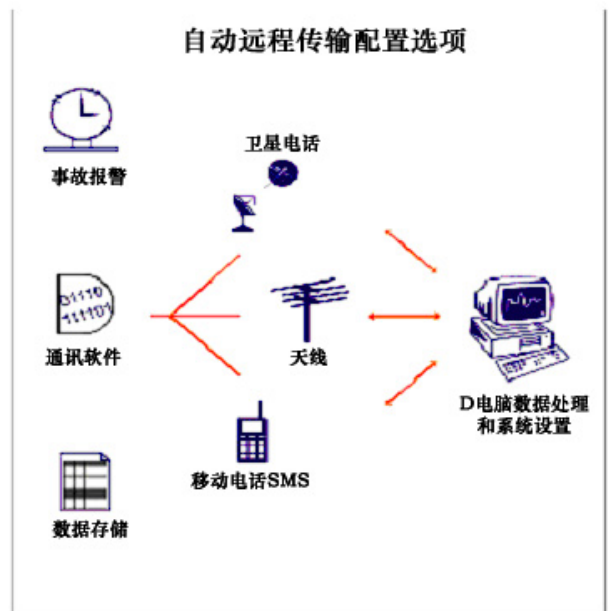 自动远程传输配置选项
事故报警
卫星电话
01110
111101
通讯软件
天线
D电脑数据处理
和系统设置
移动电话SMS
数据存储